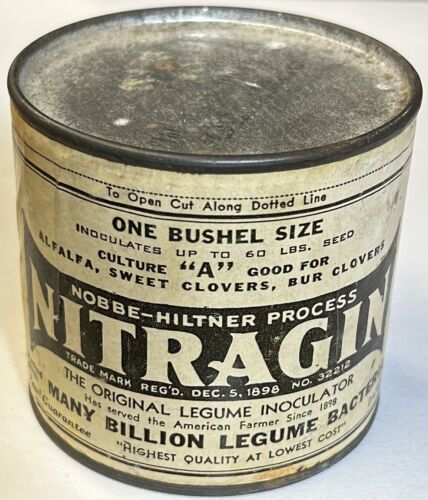 To Open Cut Along Dotted Line
ONE BUSHEL SIZE
INOCULATES UP TO 60 LBS. SEED
CULTURE "A" GOOD FOR
ALFALFA, SWEET CLOVERS, BUR CLOVERS
NOBBE-HILTNER PROCESS
NITRAGIN
TRADE MARK REG'D. DEC. 5, 1898 NO. 32212
THE ORIGINAL LEGUME INOCULATOR
Has served the American Farmer Since 1898
MANY BILLION LEGUME BACTERI
Guarantee
"HIGHEST QUALITY AT LOWEST COST"